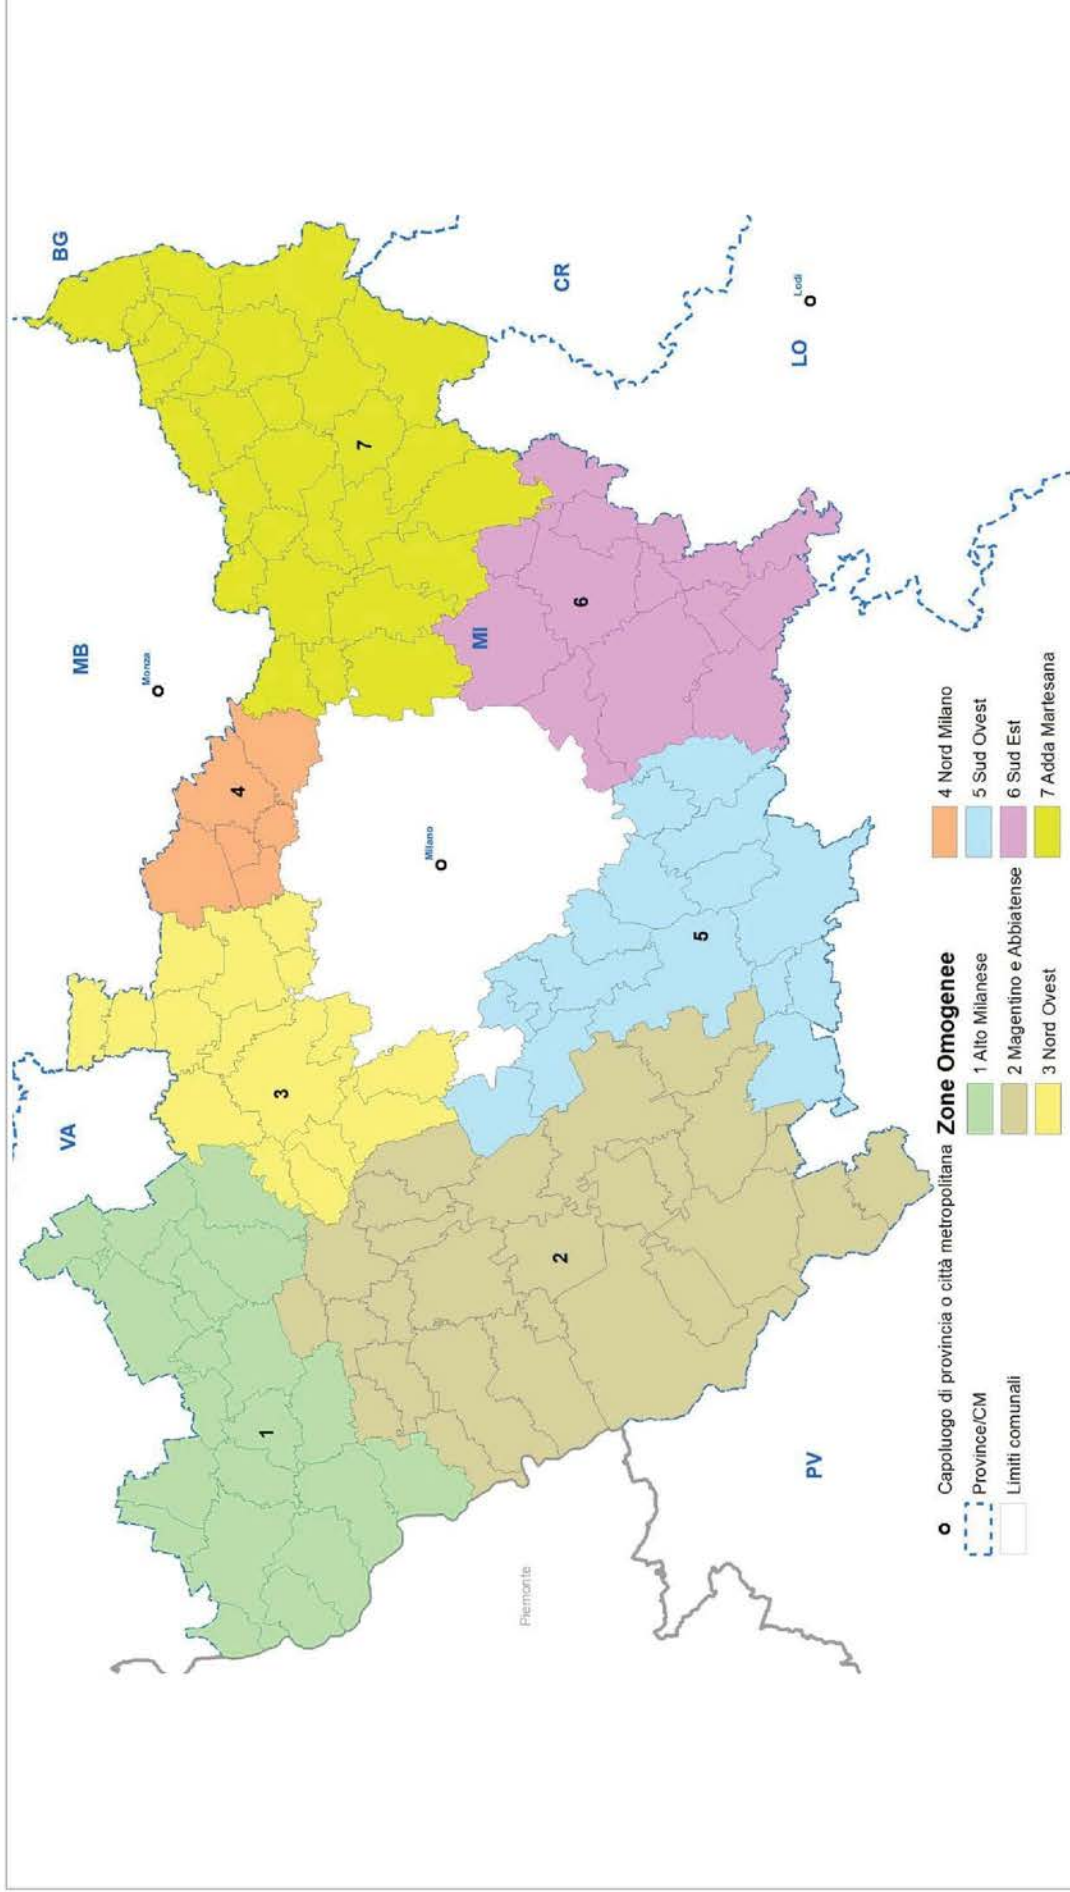 VA
MB
BG
Monza
4
3
1
7
Milano
MI
CR
2
6
Piemonte
5
PV
LO
Lodi
Capoluogo di provincia o città metropolitana
Province/CM
Limiti comunali
Zone Omogenee
1 Alto Milanese
2 Magentino e Abbiatense
3 Nord Ovest
4 Nord Milano
5 Sud Ovest
6 Sud Est
7 Adda Martesana